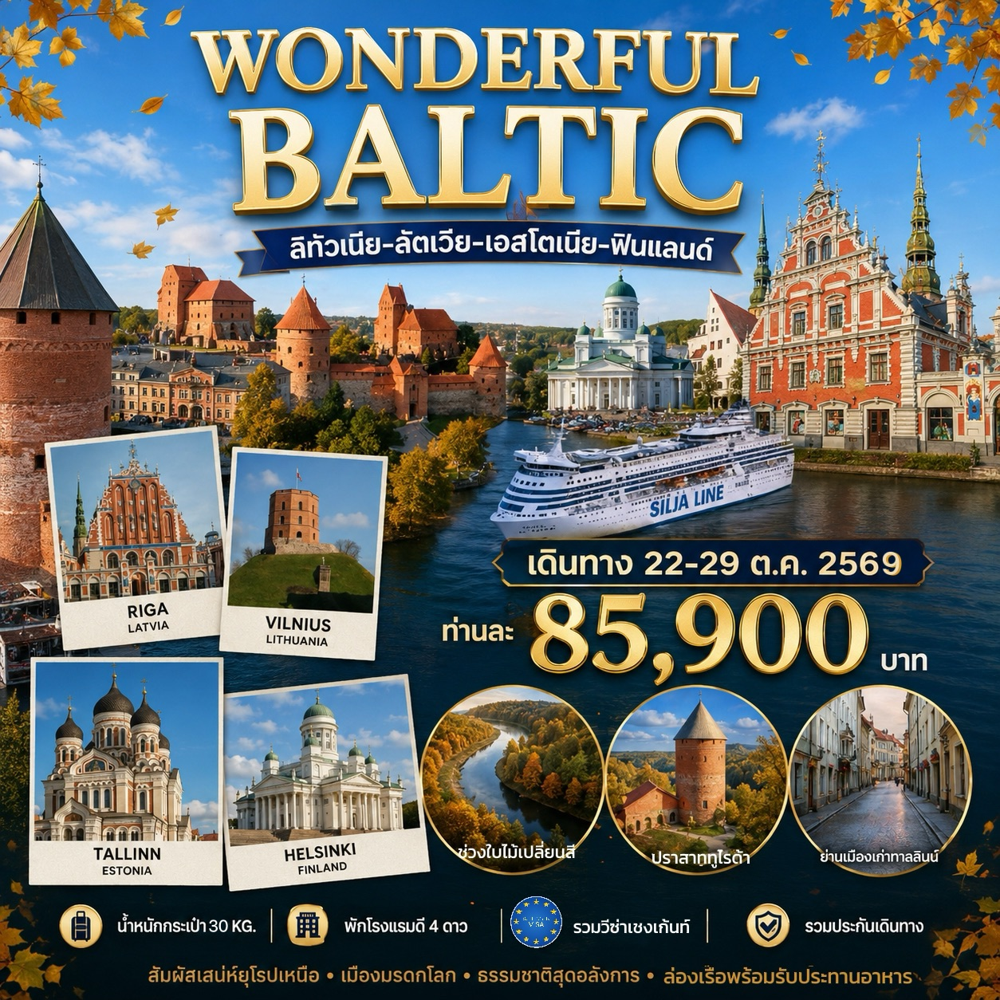 WONDERFUL
BALTIC
ลิทัวเนีย-ลัตเวีย-เอสโตเนีย-ฟินแลนด์
SILJA LINE
RIGA
LATVIA
VILNIUS
LITHUANIA
เดินทาง 22-29 ต.ค. 2569
ท่านละ 85,900 บาท
TALLINN
ESTONIA
HELSINKI
FINLAND
ช่วงใบไม้เปลี่ยนสี
ปราสาททูไรด้า
ย่านเมืองเก่าทาลลินน์
น้ำหนักกระเป๋า 30 KG.
พักโรงแรมดี 4 ดาว
VISA
รวมวีซ่าเชงเก้นท์
รวมประกันเดินทาง
สัมผัสเสน่ห์ยุโรปเหนือ • เมืองมรดกโลก • ธรรมชาติสุดอลังการ • ล่องเรือพร้อมรับประทานอาหาร